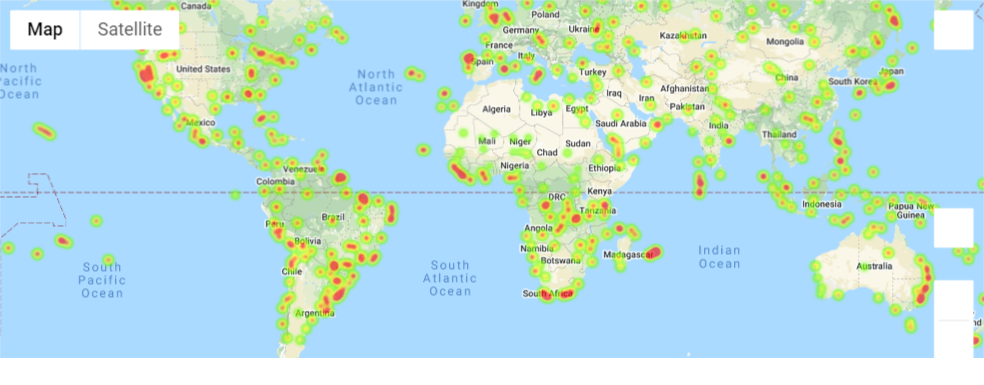 Canada
Kingdom
Poland
Map
Satellite
Germany
Ukraine
Kazakhstan
Mongolia
France
Italy
Spain
North
Pacific
Ocean
United States
North
Atlantic
Ocean
Turkey
China
South Korea
Japan
Afghanistan
Iraq
Iran
Pakistan
Algeria
Libya
Egypt
Mexico
Saudi Arabia
India
Thailand
Mali
Niger
Chad
Sudan
Nigeria
Ethiopia
Venezuela
Colombia
Kenya
DRC
Indonesia
Papua New
Guinea
Tanzania
Peru
Brazil
Angola
Bolivia
Namibia
Botswana
Madagascar
Indian
Ocean
Australia
South
Pacific
Ocean
Chile
South
Atlantic
Ocean
South Africa
Argentina
nd